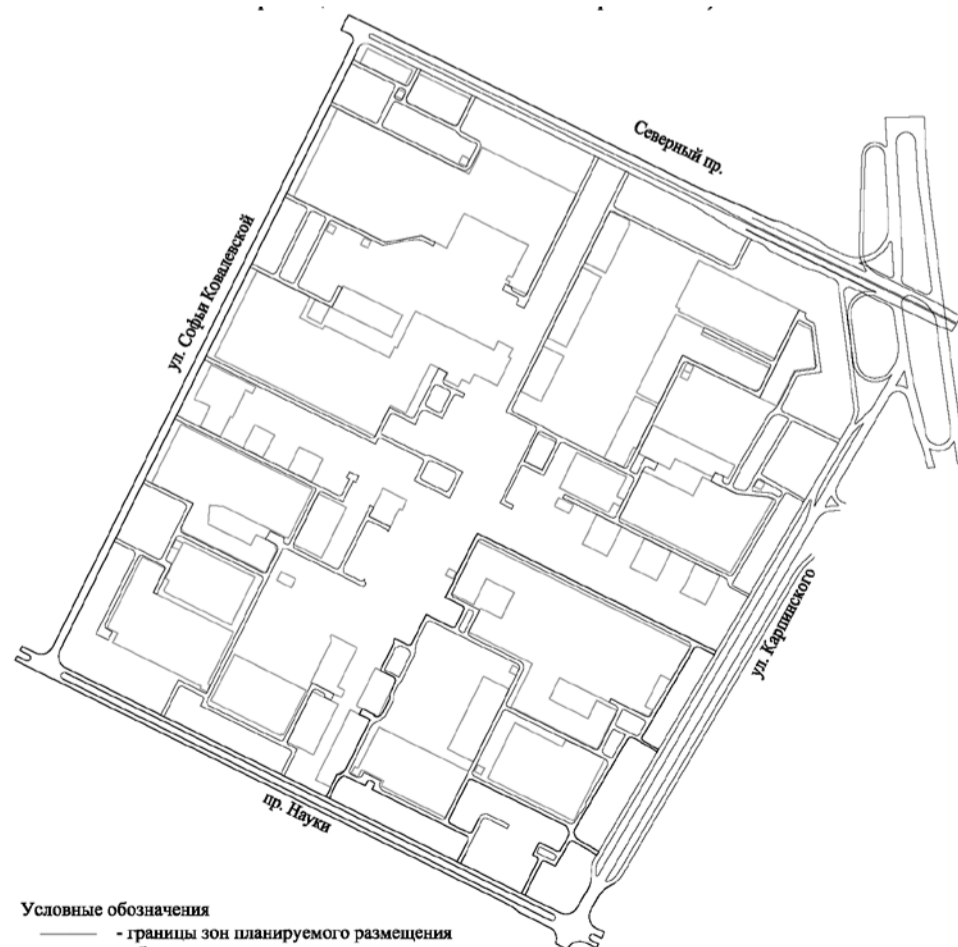 Северный пр.
ул. Софьи Ковалевской
ул. Карпинского
пр. Науки
Условные обозначения
- границы зон планируемого размещения